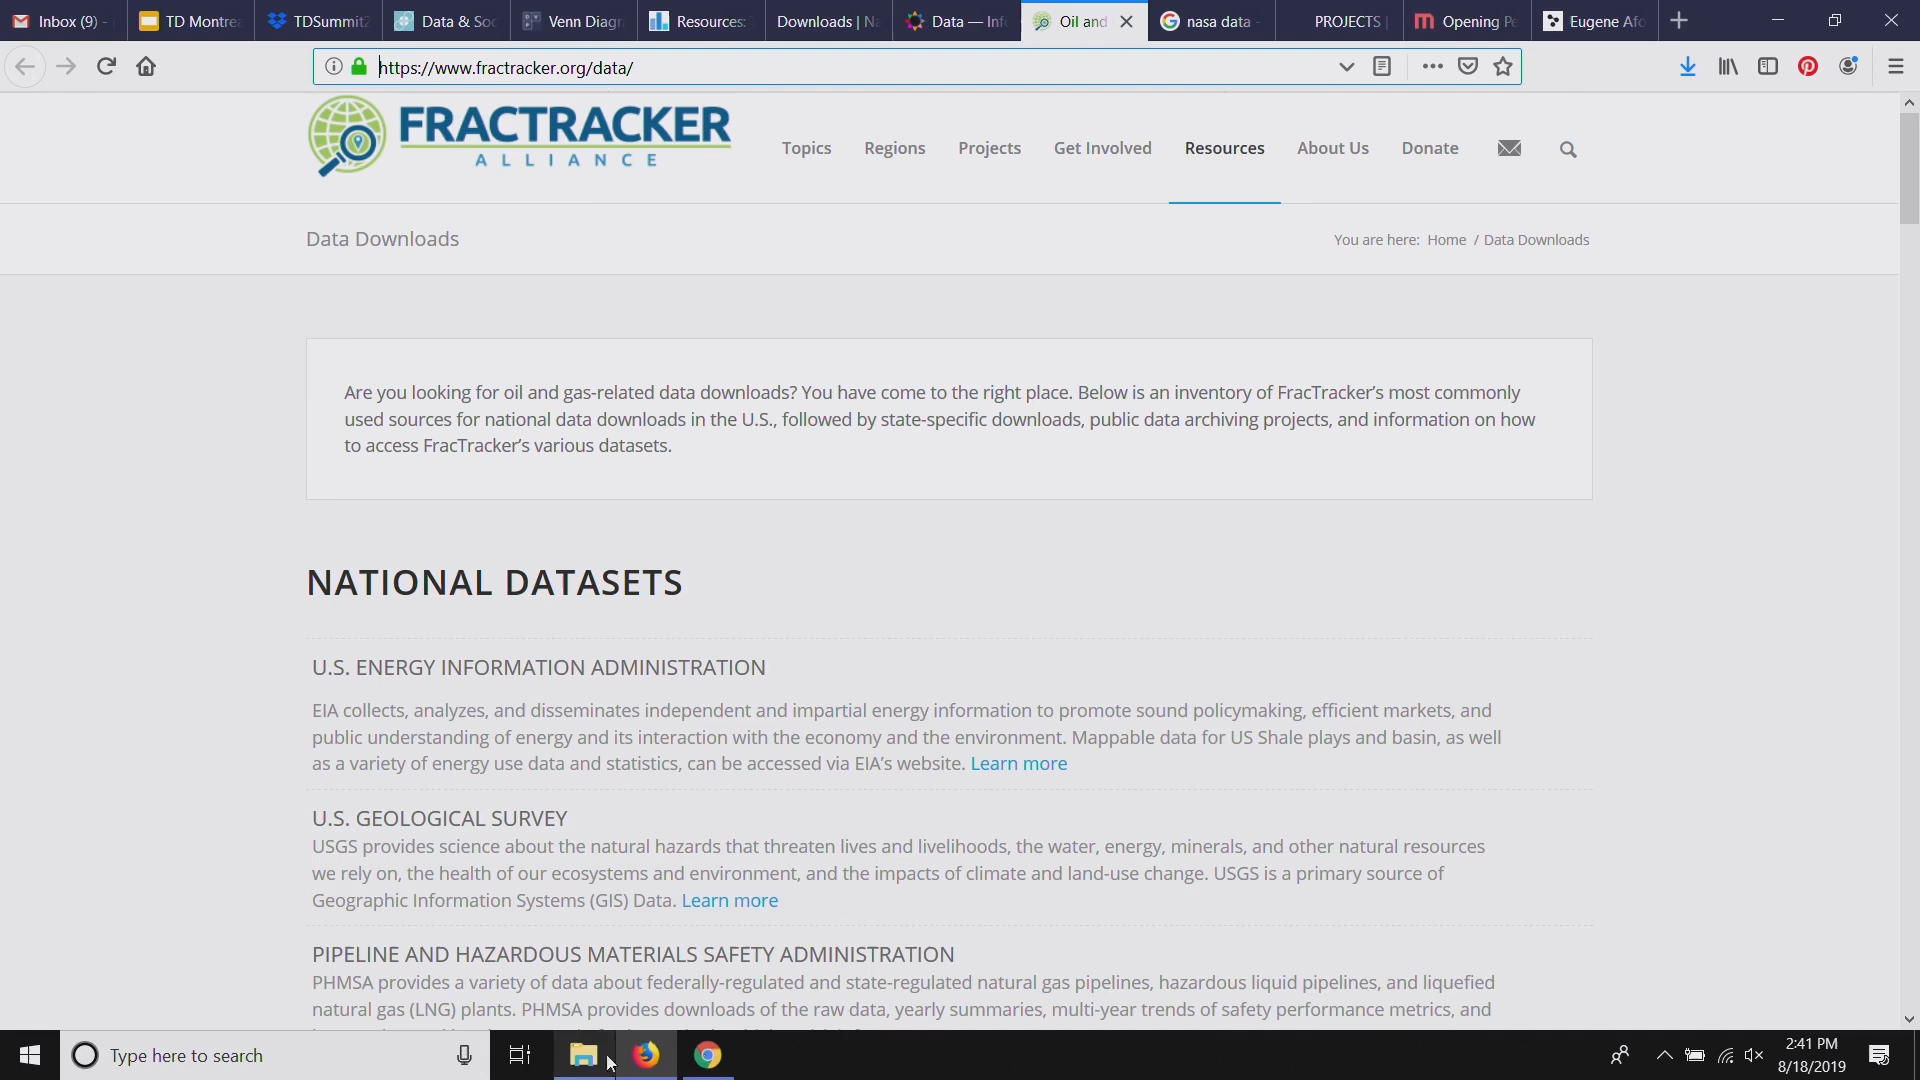 Inbox (9) -
TD Montre
TDSummit
Data & Soc
Venn Diagr
Resources:
Downloads | Na
Data — Inf
Oil and
nasa data -
PROJECTS |
Opening Pe
Eugene Afo
https://www.fractracker.org/data/
FRACTRACKER
ALLIANCE
Topics Regions Projects Get Involved Resources About Us Donate
Data Downloads
You are here: Home / Data Downloads
Are you looking for oil and gas-related data downloads? You have come to the right place. Below is an inventory of FracTracker’s most commonly
used sources for national data downloads in the U.S., followed by state-specific downloads, public data archiving projects, and information on how
to access FracTracker’s various datasets.
NATIONAL DATASETS
U.S. ENERGY INFORMATION ADMINISTRATION
EIA collects, analyzes, and disseminates independent and impartial energy information to promote sound policymaking, efficient markets, and
public understanding of energy and its interaction with the economy and the environment. Mappable data for US Shale plays and basin, as well
as a variety of energy use data and statistics, can be accessed via EIA’s website. Learn more
U.S. GEOLOGICAL SURVEY
USGS provides science about the natural hazards that threaten lives and livelihoods, the water, energy, minerals, and other natural resources
we rely on, the health of our ecosystems and environment, and the impacts of climate and land-use change. USGS is a primary source of
Geographic Information Systems (GIS) Data. Learn more
PIPELINE AND HAZARDOUS MATERIALS SAFETY ADMINISTRATION
PHMSA provides a variety of data about federally-regulated and state-regulated natural gas pipelines, hazardous liquid pipelines, and liquefied
natural gas (LNG) plants. PHMSA provides downloads of the raw data, yearly summaries, multi-year trends of safety performance metrics, and
Type here to search
2:41 PM
8/18/2019